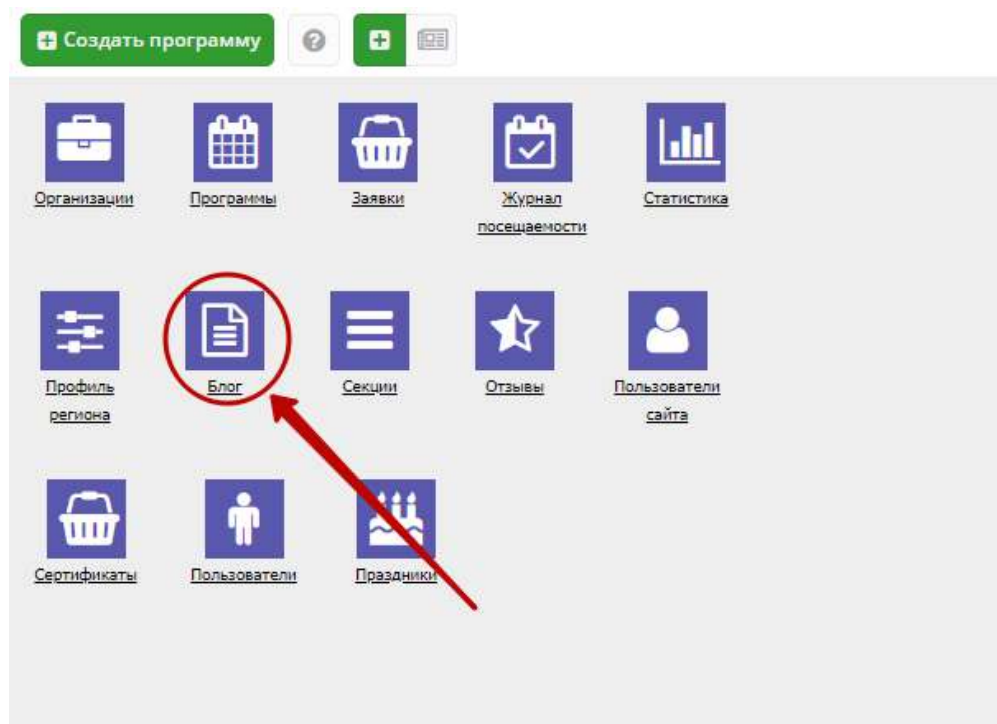 Создать программу
Организации
Программы
Заявки
Журнал
посещаемости
Статистика
Профиль
региона
Блог
Секции
Отзывы
Пользователи
сайта
Сертификаты
Пользователи
Праздники